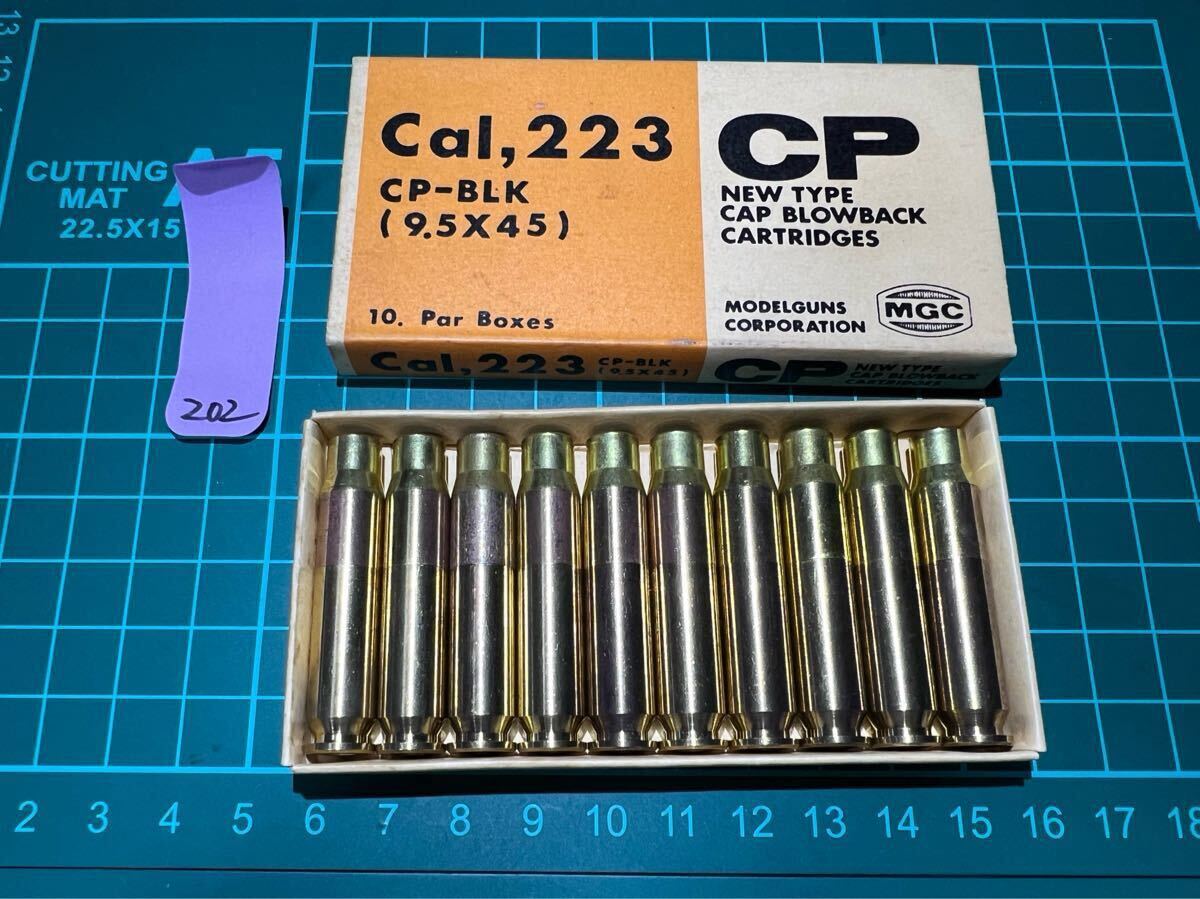 13
12
CUTTING
MAT
22.5X15
202
Cal,223
CP-BLK
(9.5X45)
10. Par Boxes
CP
NEW TYPE
CAP BLOWBACK
CARTRIDGES
MODELGUNS
CORPORATION
MGC
Cal,223 CP-BLK
(9.5X45)
CP NEW TYPE
CAP BLOWBACK
CARTRIDGES
2 3 4 5 6 7 8 9 10 11 12 13 14 15 16 17 18